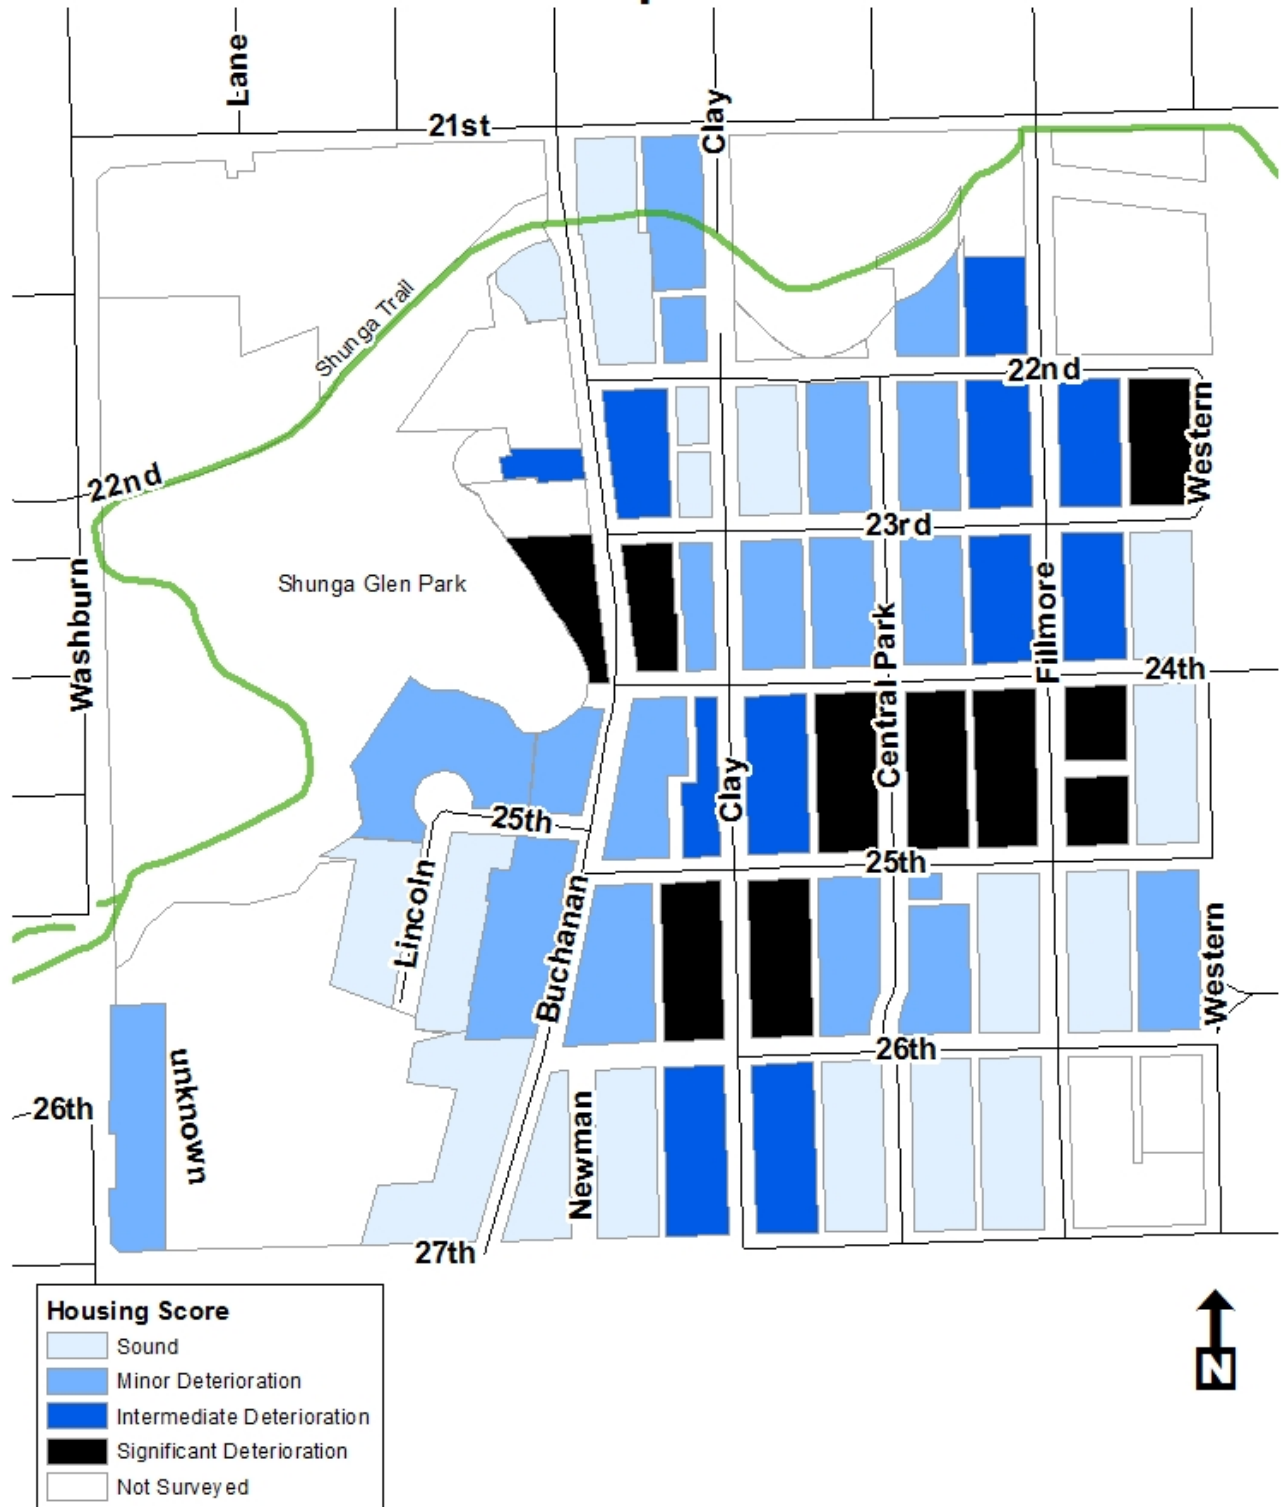 Lane
Clay
21st
Shunga Trail
22nd
22nd
Western
23rd
Shunga Glen Park
Washburn
Central Park
Fillmore
24th
Clay
25th
25th
Lincoln
Buchanan
Western
26th
unknown
26th
Newman
27th
Housing Score
Sound
Minor Deterioration
Intermediate Deterioration
Significant Deterioration
Not Surveyed
N